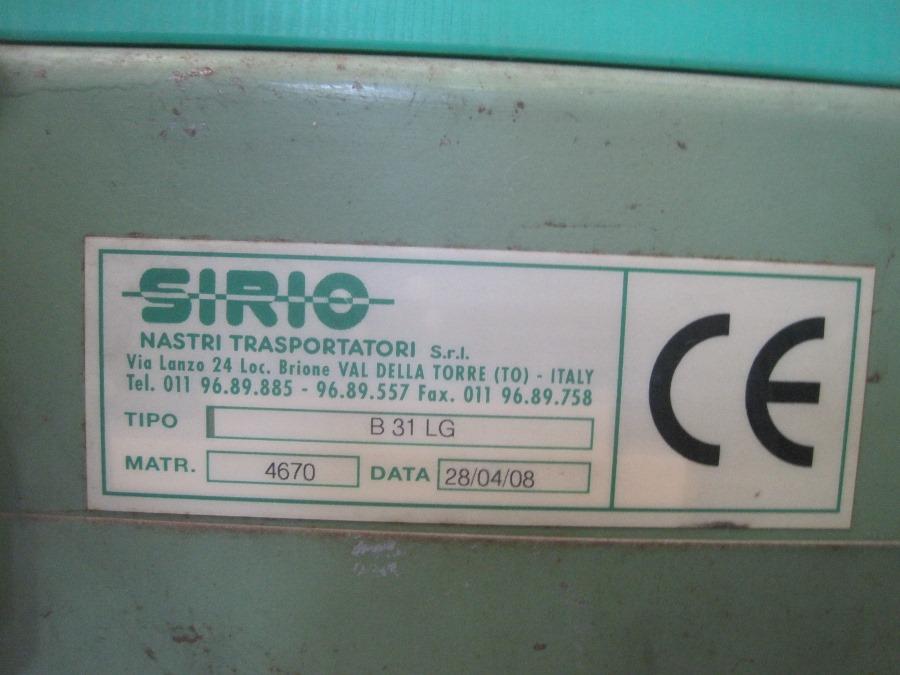 SIRIO
NASTRI TRASPORTATORI S.r.l.
Via Lanzo 24 Loc. Brione VAL DELLA TORRE (TO) - ITALY
Tel. 011 96.89.885 - 96.89.557 Fax. 011 96.89.758
TIPO B 31 LG
MATR. 4670 DATA 28/04/08
CE